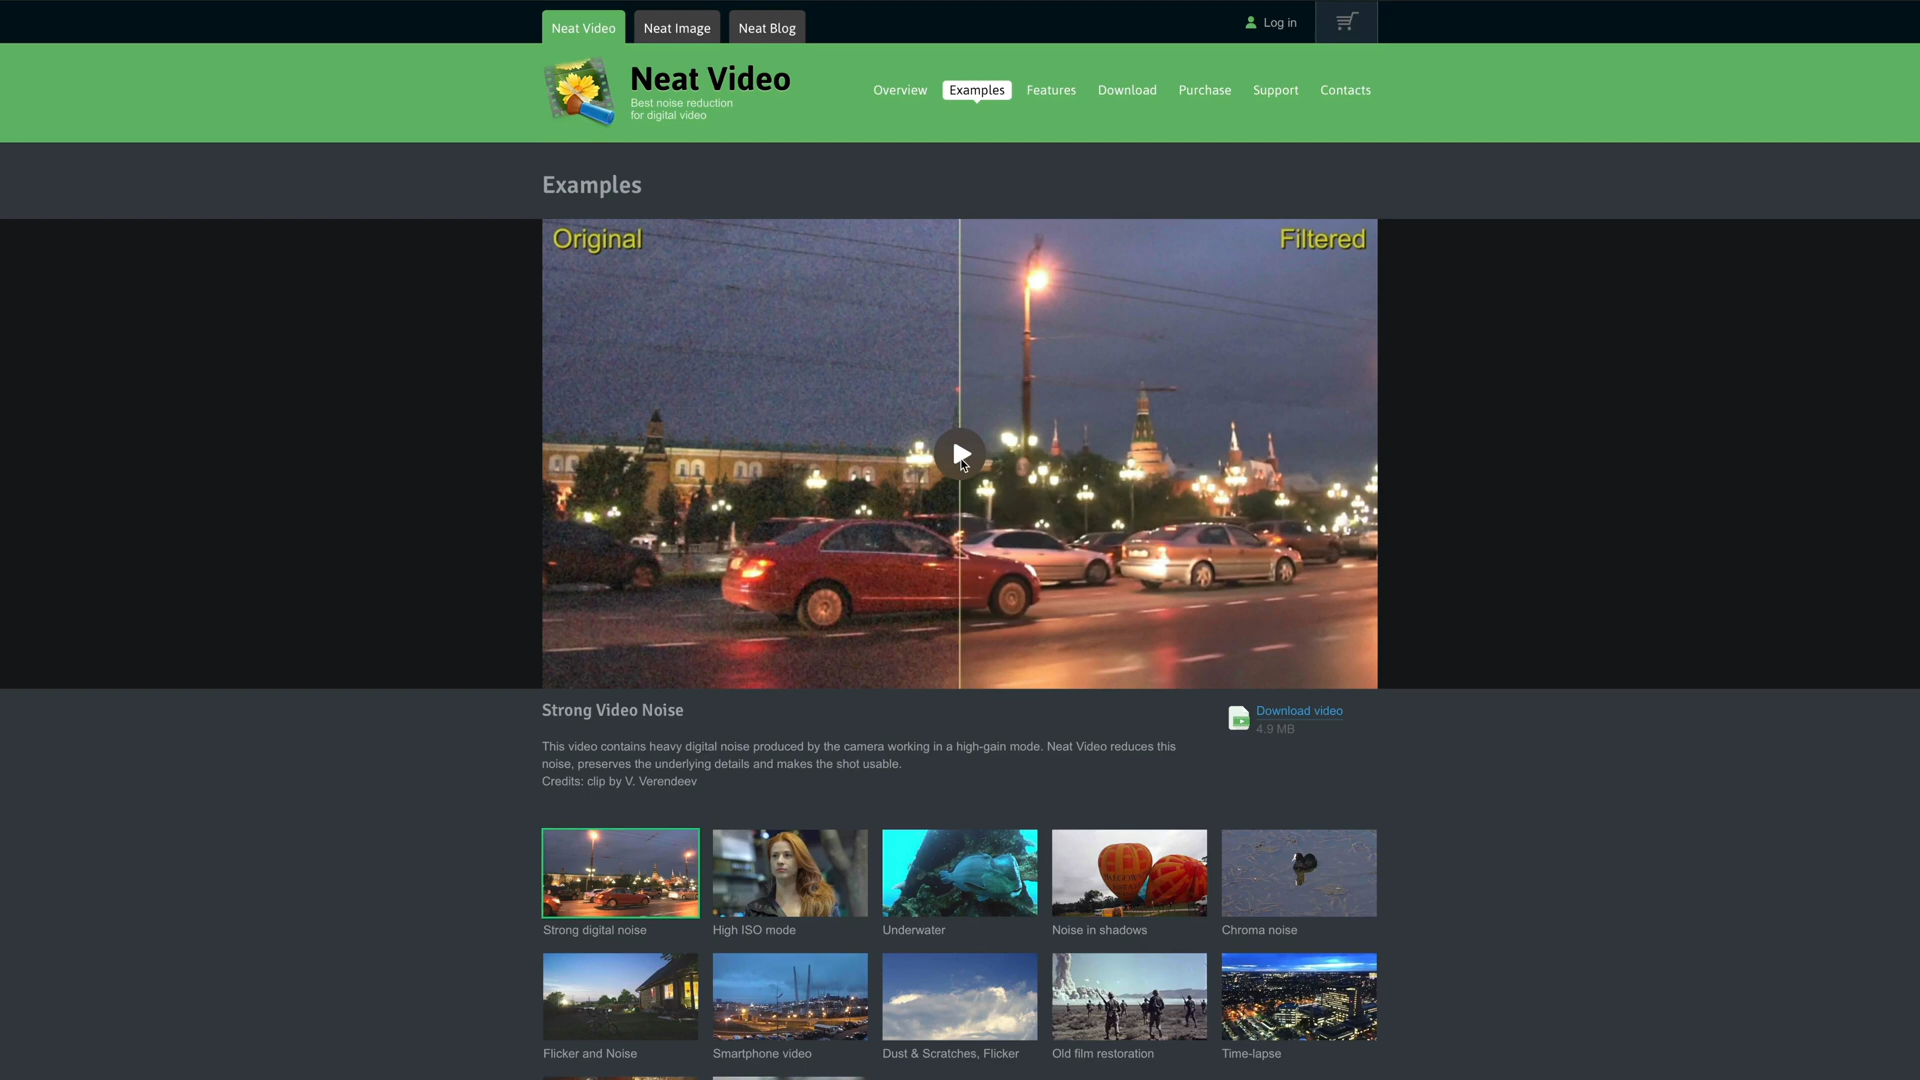 Neat Video
Neat Image
Neat Blog
Log in
Neat Video
Best noise reduction
for digital video
Overview
Examples
Features
Download
Purchase
Support
Contacts
Examples
Original
Filtered
Strong Video Noise
Download video
4.9 MB
This video contains heavy digital noise produced by the camera working in a high-gain mode. Neat Video reduces this
noise, preserves the underlying details and makes the shot usable.
Credits: clip by V. Verendeev
Strong digital noise
High ISO mode
Underwater
Noise in shadows
Chroma noise
Flicker and Noise
Smartphone video
Dust & Scratches, Flicker
Old film restoration
Time-lapse